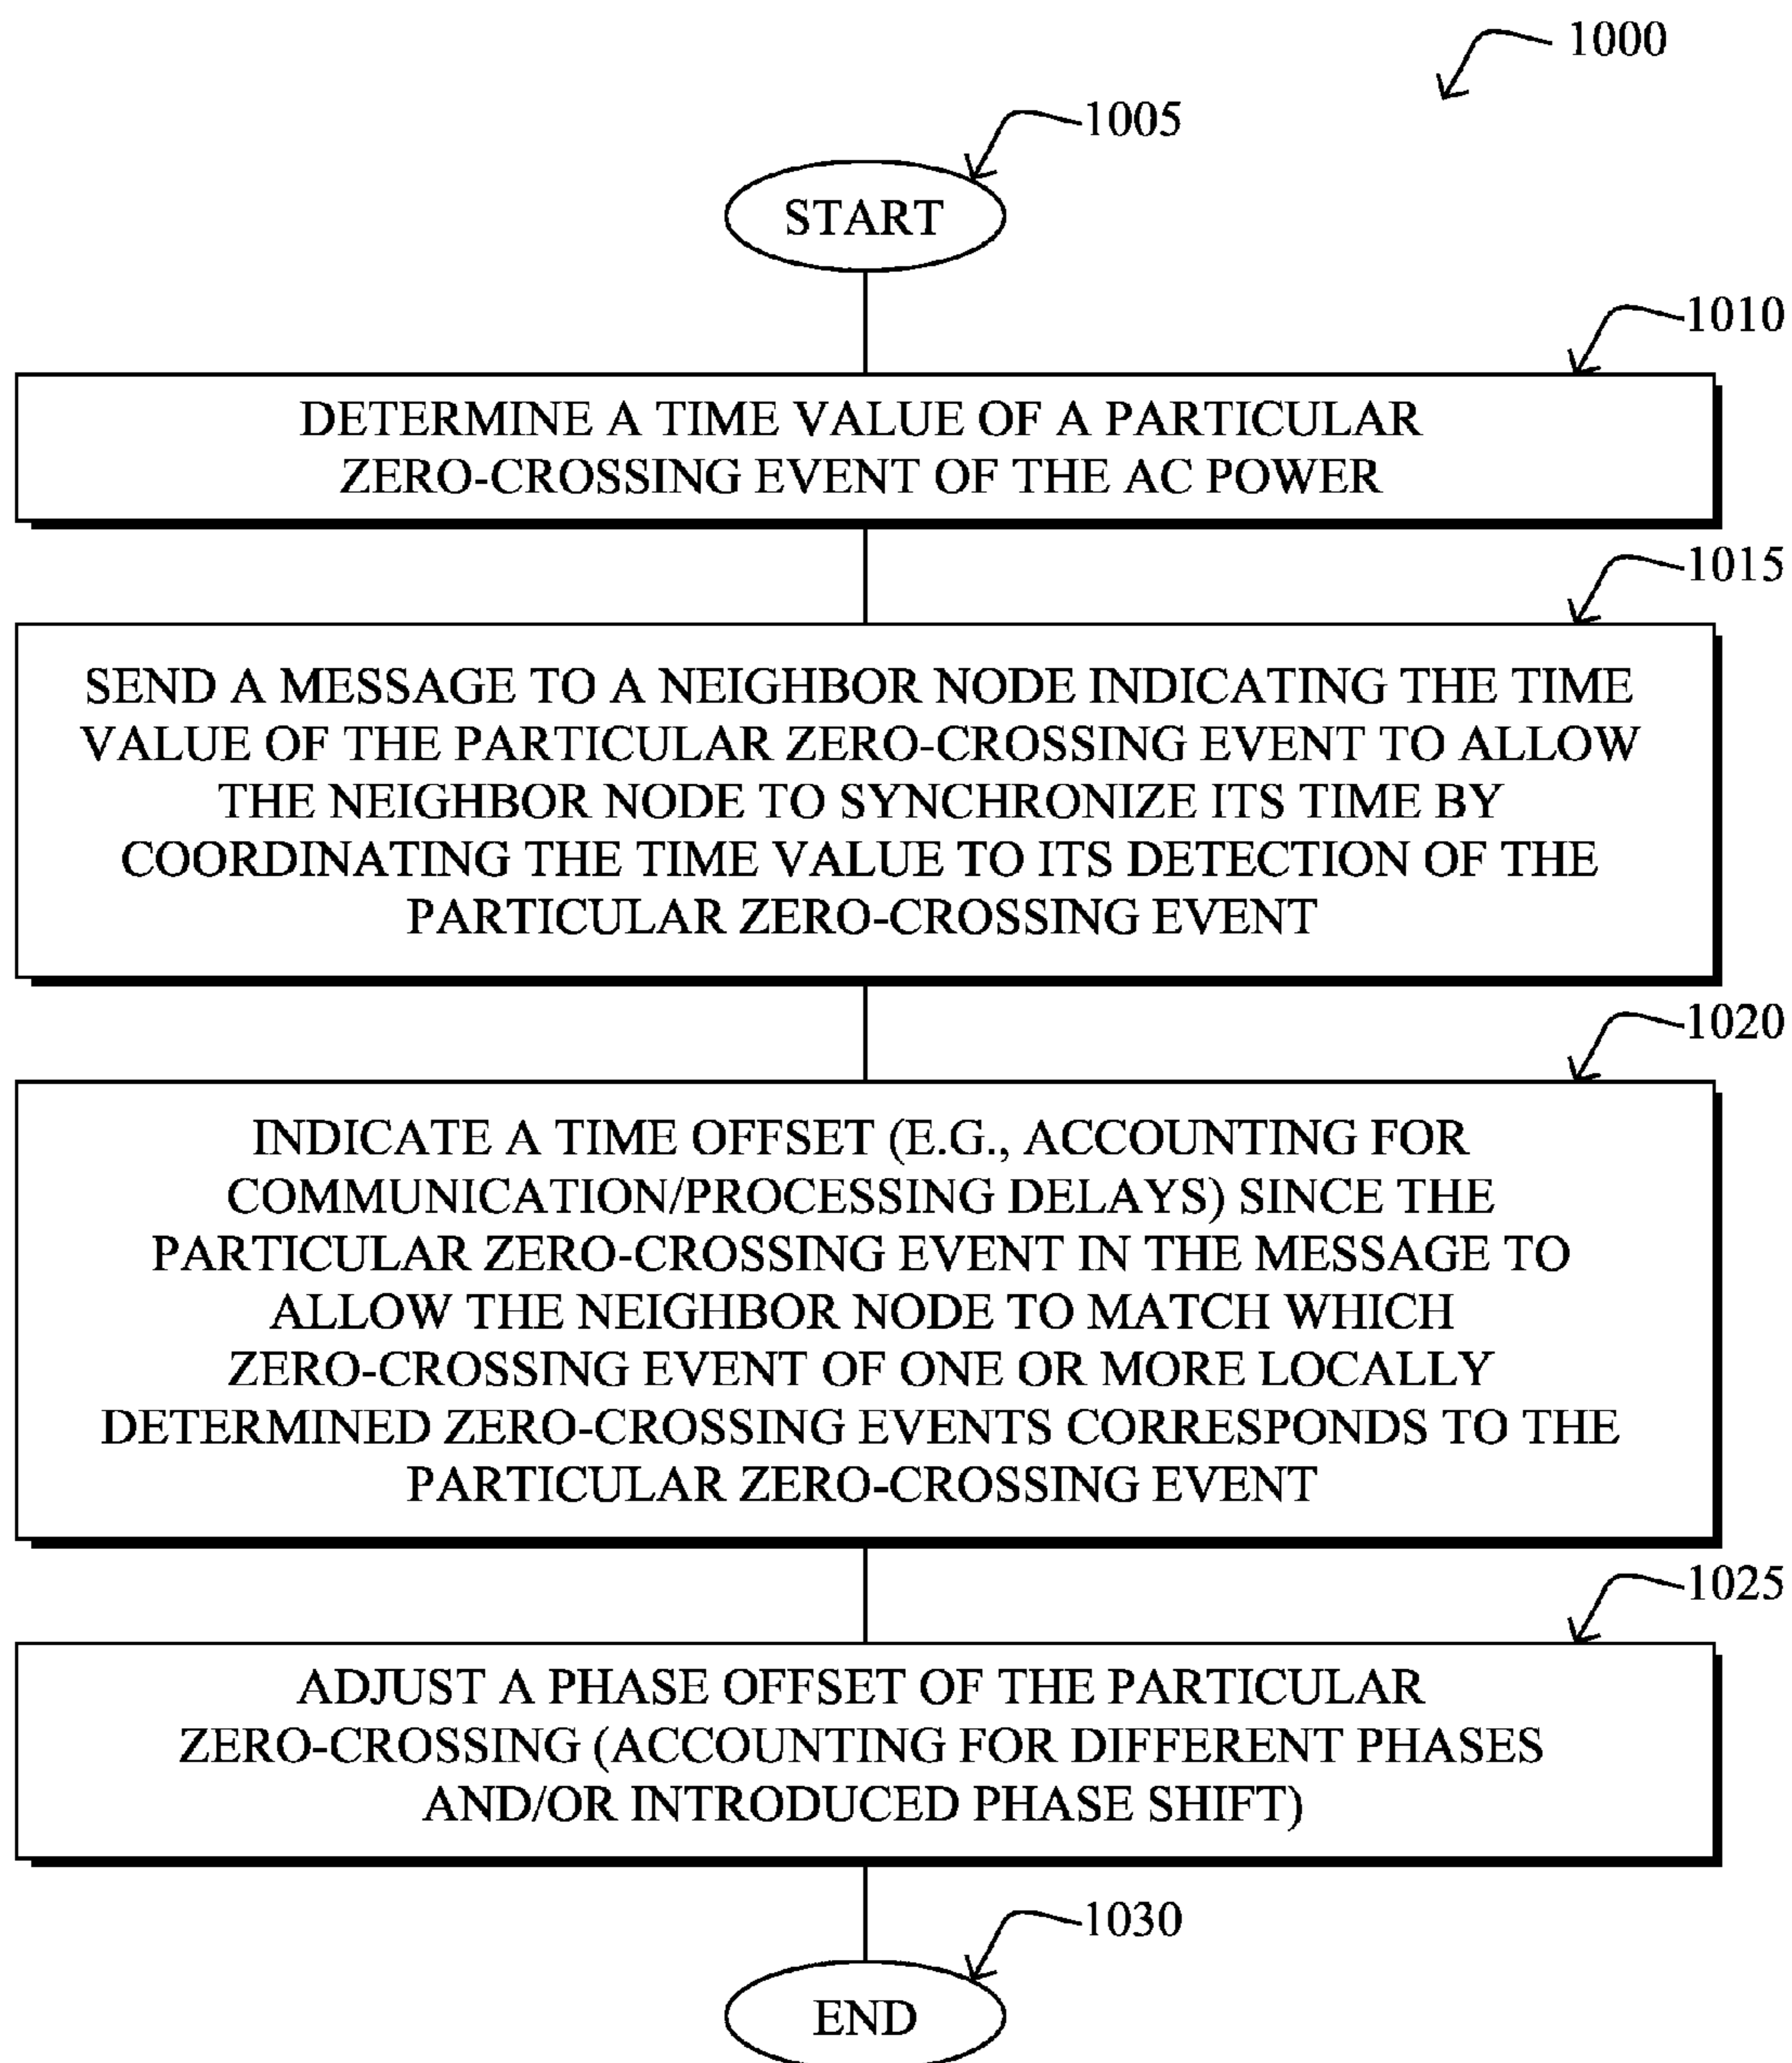 1000
1005
START
1010
DETERMINE A TIME VALUE OF A PARTICULAR
ZERO-CROSSING EVENT OF THE AC POWER
1015
SEND A MESSAGE TO A NEIGHBOR NODE INDICATING THE TIME
VALUE OF THE PARTICULAR ZERO-CROSSING EVENT TO ALLOW
THE NEIGHBOR NODE TO SYNCHRONIZE ITS TIME BY
COORDINATING THE TIME VALUE TO ITS DETECTION OF THE
PARTICULAR ZERO-CROSSING EVENT
1020
INDICATE A TIME OFFSET (E.G., ACCOUNTING FOR
COMMUNICATION/PROCESSING DELAYS) SINCE THE
PARTICULAR ZERO-CROSSING EVENT IN THE MESSAGE TO
ALLOW THE NEIGHBOR NODE TO MATCH WHICH
ZERO-CROSSING EVENT OF ONE OR MORE LOCALLY
DETERMINED ZERO-CROSSING EVENTS CORRESPONDS TO THE
PARTICULAR ZERO-CROSSING EVENT
1025
ADJUST A PHASE OFFSET OF THE PARTICULAR
ZERO-CROSSING (ACCOUNTING FOR DIFFERENT PHASES
AND/OR INTRODUCED PHASE SHIFT)
1030
END